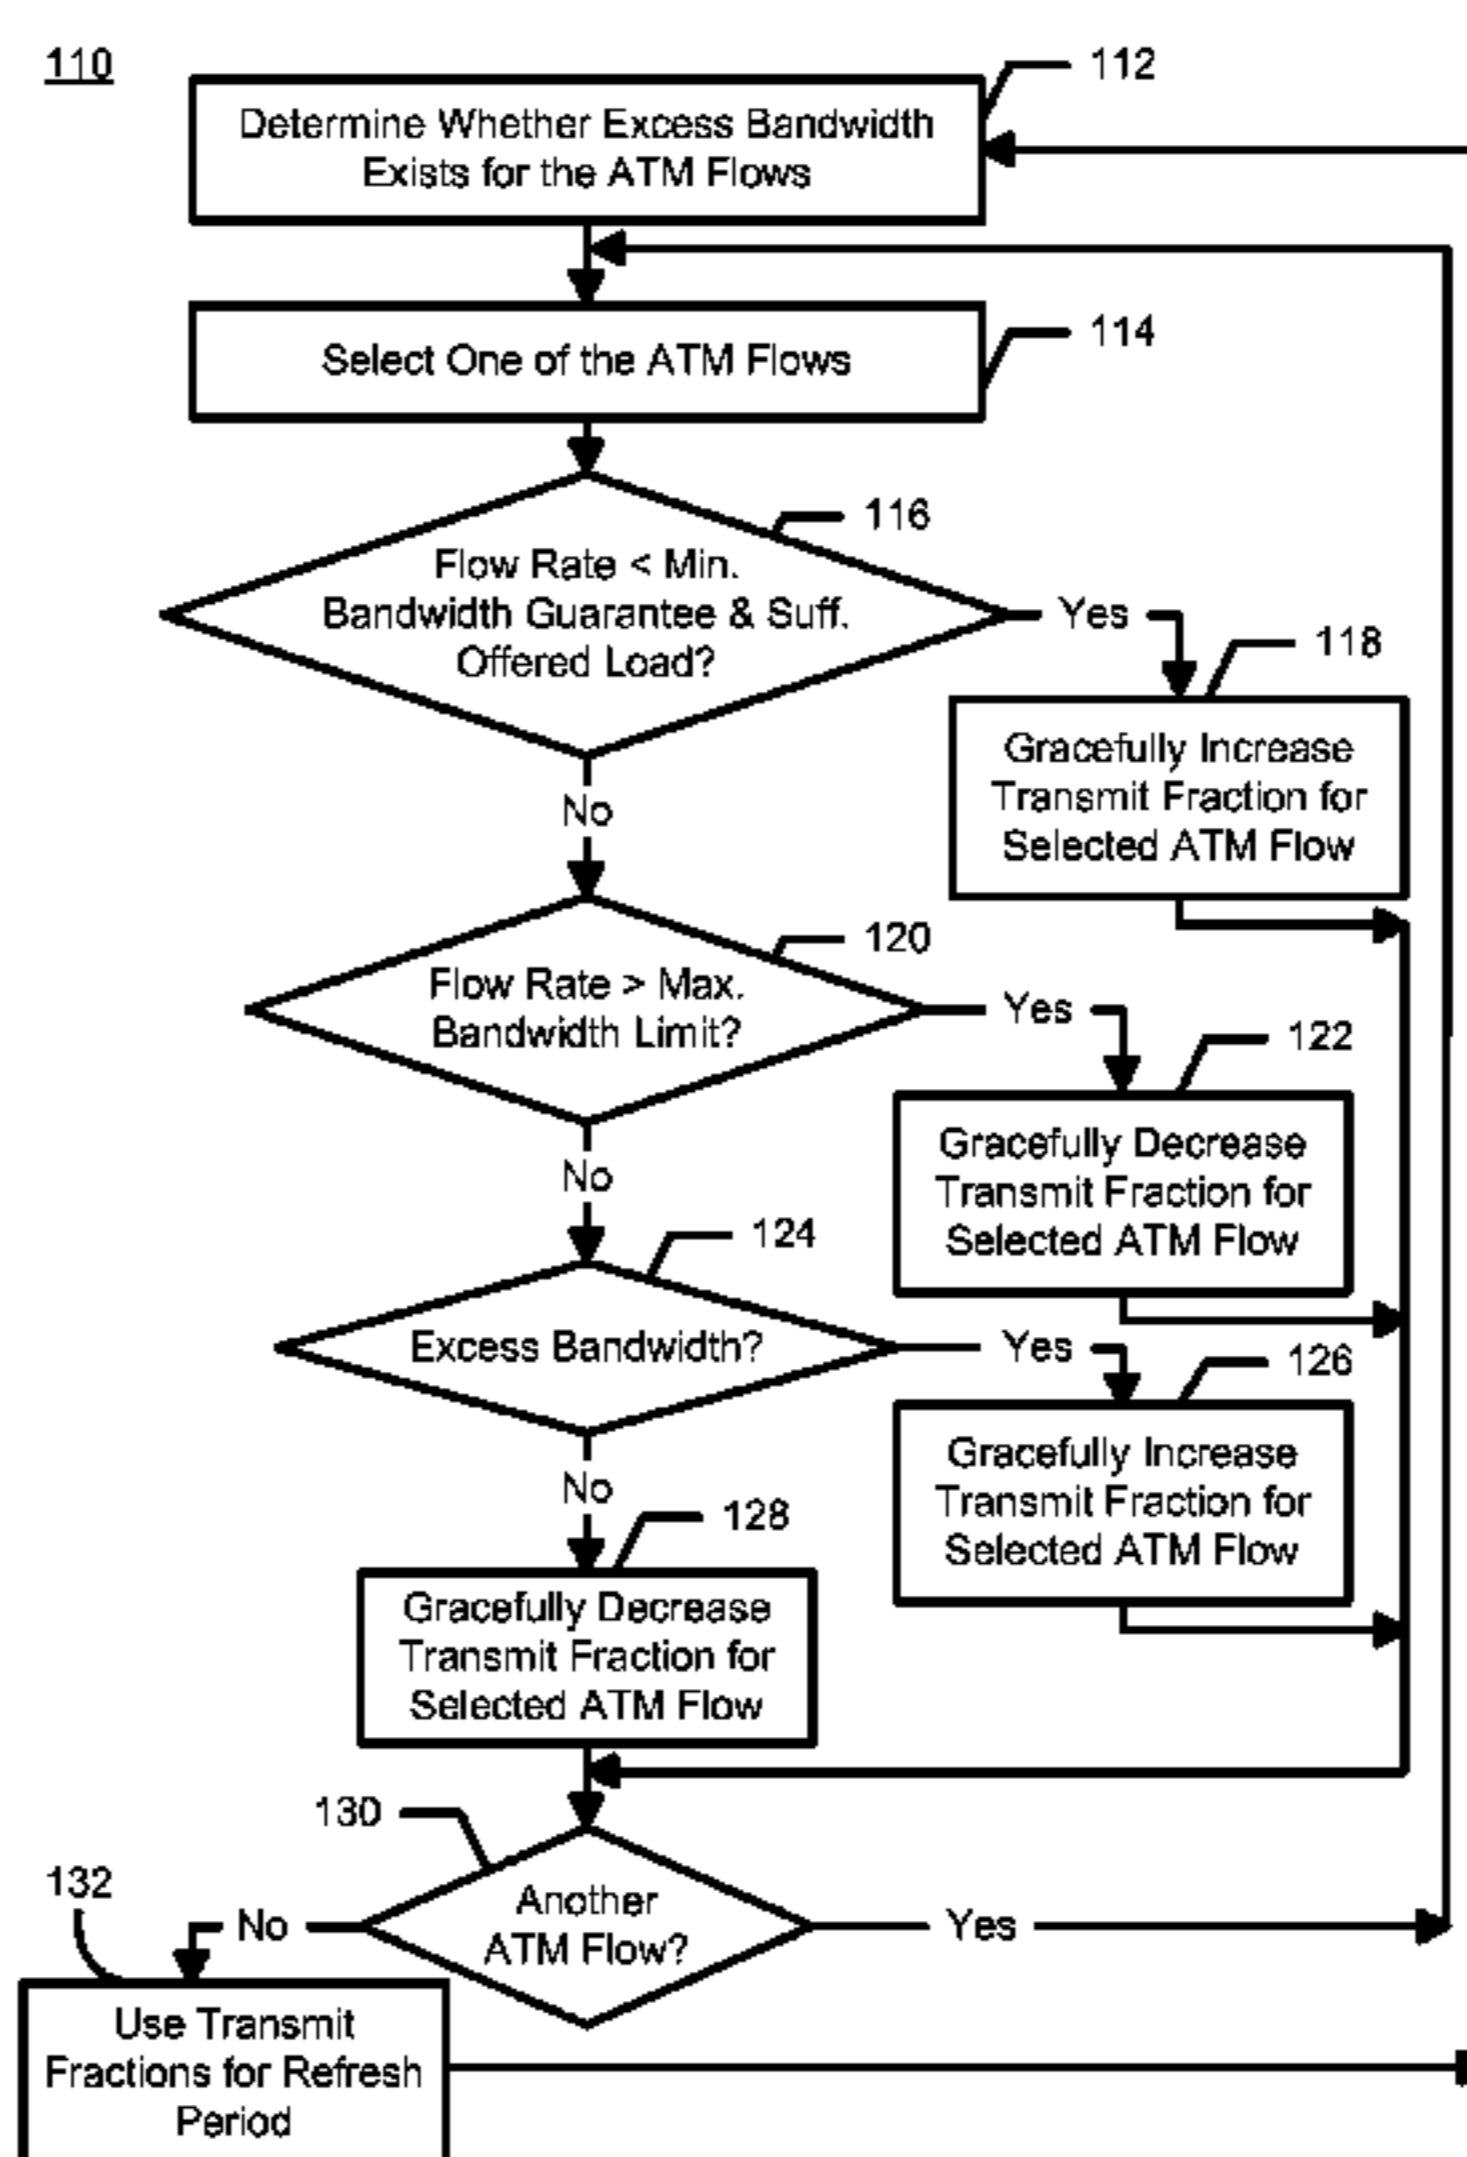 110
112
Determine Whether Excess Bandwidth
Exists for the ATM Flows
114
Select One of the ATM Flows
116
Flow Rate < Min.
Bandwidth Guarantee & Suff.
Offered Load?
Yes
118
Gracefully Increase
Transmit Fraction for
Selected ATM Flow
No
120
Flow Rate > Max.
Bandwidth Limit?
Yes
122
Gracefully Decrease
Transmit Fraction for
Selected ATM Flow
No
124
Excess Bandwidth?
Yes
126
Gracefully Increase
Transmit Fraction for
Selected ATM Flow
No
128
Gracefully Decrease
Transmit Fraction for
Selected ATM Flow
130
Another
ATM Flow?
Yes
No
132
Use Transmit
Fractions for Refresh
Period